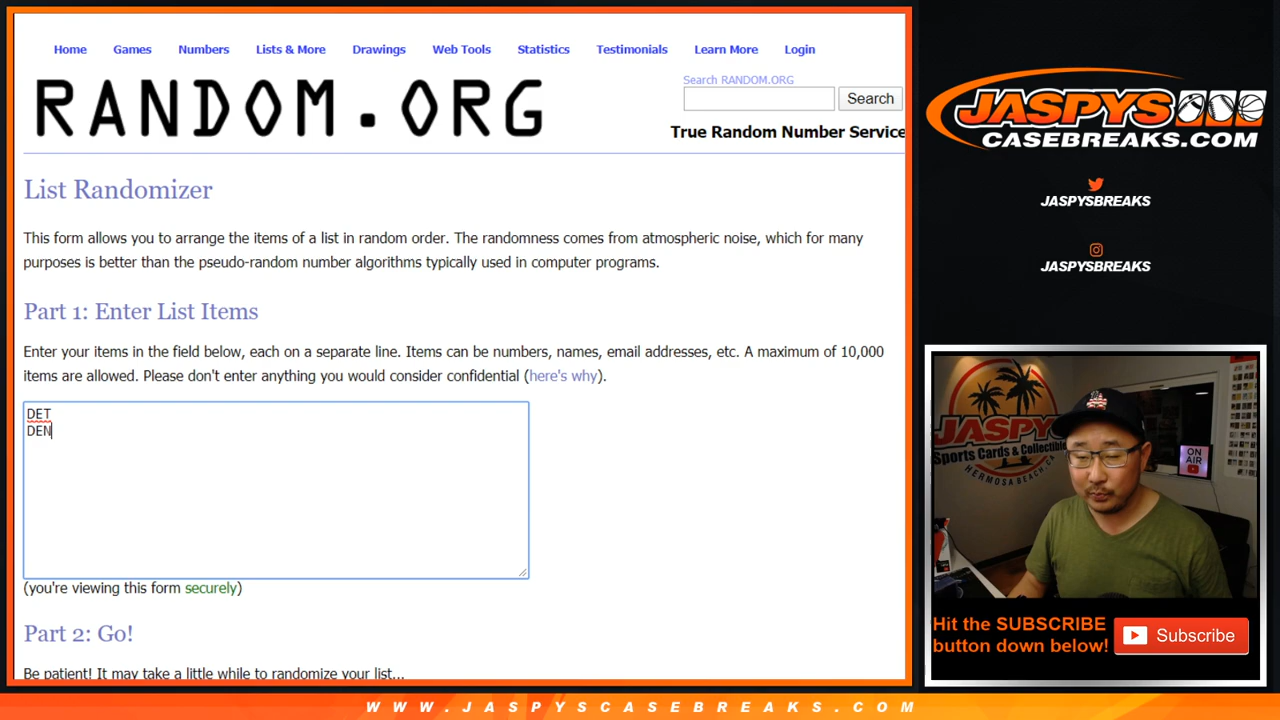 Home Games Numbers Lists & More Drawings Web Tools Statistics Testimonials Learn More Login
RANDOM.ORG
Search RANDOM.ORG
Search
True Random Number Service
List Randomizer
This form allows you to arrange the items of a list in random order. The randomness comes from atmospheric noise, which for many
purposes is better than the pseudo-random number algorithms typically used in computer programs.
Part 1: Enter List Items
Enter your items in the field below, each on a separate line. Items can be numbers, names, email addresses, etc. A maximum of 10,000
items are allowed. Please don't enter anything you would consider confidential (here's why).
DET
DEN
(you're viewing this form securely)
Part 2: Go!
Be patient! It may take a little while to randomize your list...
JASPYS
CASEBREAKS.COM
JASPYSBREAKS
JASPYSBREAKS
JASPYS
Sports Cards & Collectibles
HERMOSA BEACH, CA
ON
AIR
Hit the SUBSCRIBE
button down below!
Subscribe
WWW.JASPYSCASEBREAKS.COM